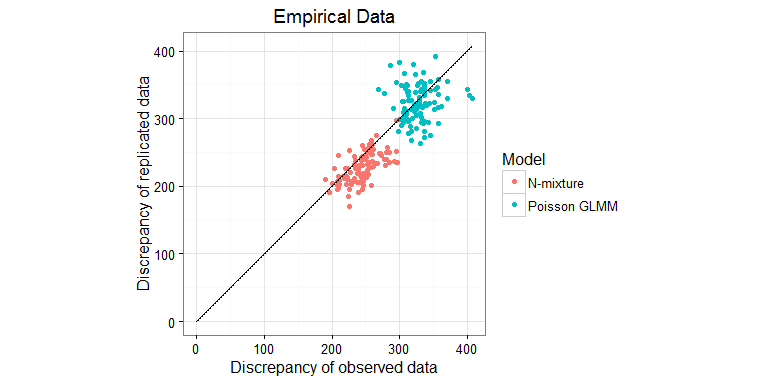 Empirical Data
Discrepancy of replicated data
400
300
200
100
0
0 100 200 300 400
Discrepancy of observed data
Model
N-mixture
Poisson GLMM